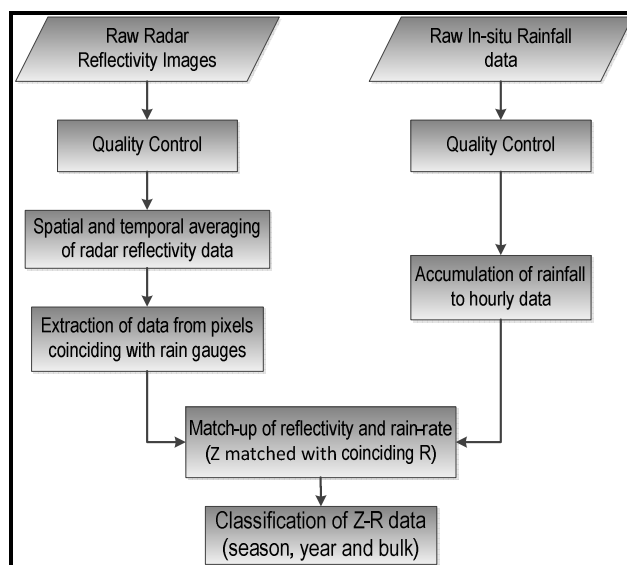 Raw Radar
Reflectivity Images
Raw In-situ Rainfall
data
Quality Control
Quality Control
Spatial and temporal averaging
of radar reflectivity data
Accumulation of rainfall
to hourly data
Extraction of data from pixels
coinciding with rain gauges
Match-up of reflectivity and rain-rate
(Z matched with coinciding R)
Classification of Z-R data
(season, year and bulk)